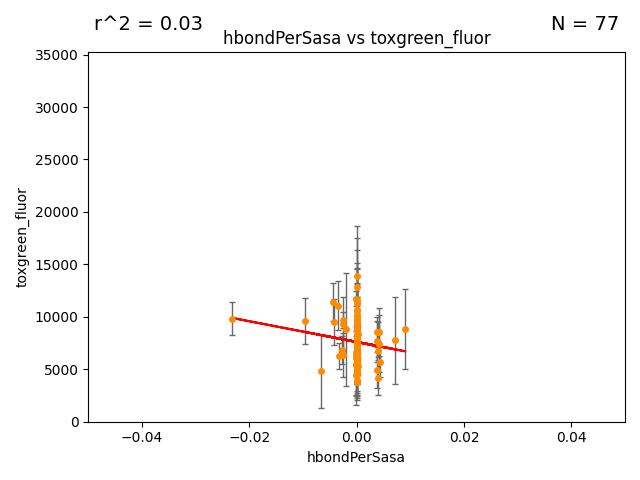 r^2 = 0.03
N = 77
hbondPerSasa vs toxgreen_fluor
35000
30000
25000
20000
15000
10000
5000
0
toxgreen_fluor
−0.04
−0.02
0.00
0.02
0.04
hbondPerSasa